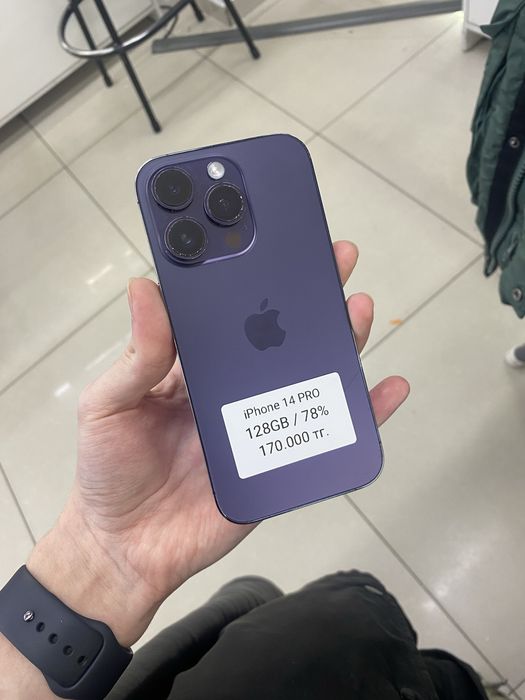 iPhone 14 PRO
128GB / 78%
170.000 тг.